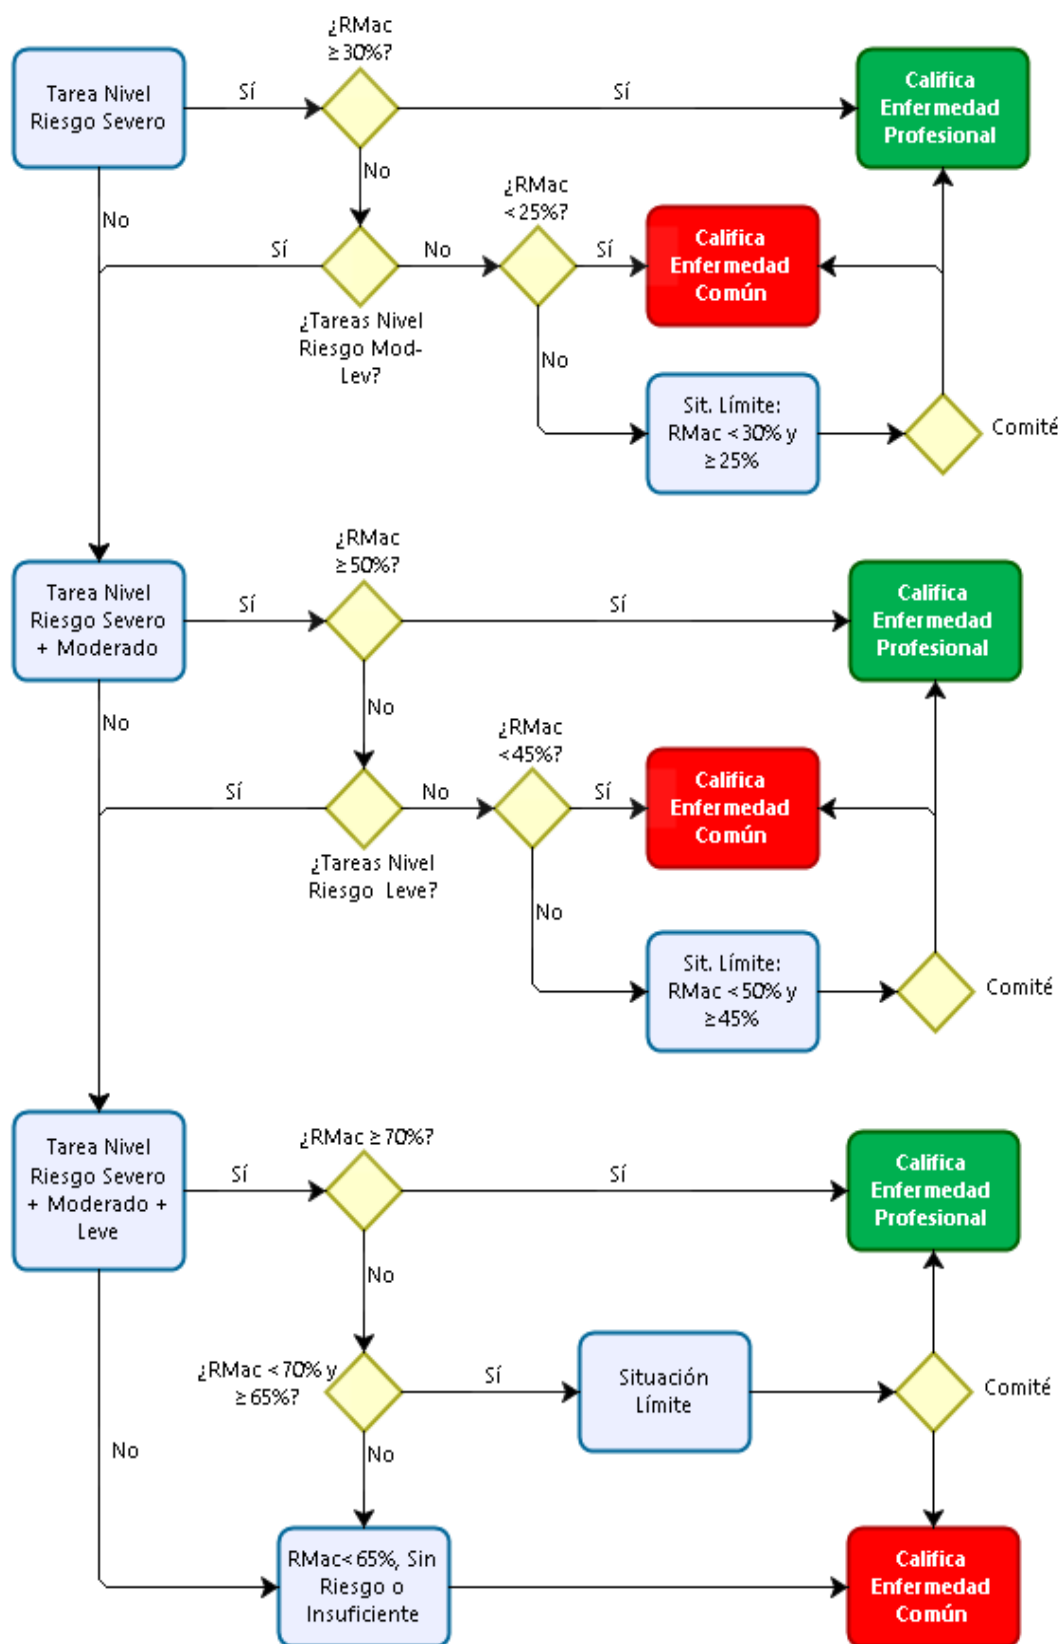 ¿RMac
≥30%?
Tarea Nivel
Riesgo Severo
Sí
Sí
Califica
Enfermedad
Profesional
No
No
¿RMac
<25%?
Sí
No
Sí
Califica
Enfermedad
Común
¿Tareas Nivel
Riesgo Mod-
Lev?
No
Sit. Límite:
RMac <30% y
≥25%
Comité
¿RMac
≥50%?
Tarea Nivel
Riesgo Severo
+ Moderado
Sí
Sí
Califica
Enfermedad
Profesional
No
No
¿RMac
<45%?
Sí
No
Sí
Califica
Enfermedad
Común
¿Tareas Nivel
Riesgo Leve?
No
Sit. Límite:
RMac <50% y
≥45%
Comité
¿RMac ≥70%?
Tarea Nivel
Riesgo Severo
+ Moderado +
Leve
Sí
Sí
Califica
Enfermedad
Profesional
No
¿RMac <70% y
≥65%?
Sí
Situación
Límite
Comité
No
No
RMac<65%, Sin
Riesgo o
Insuficiente
Califica
Enfermedad
Común